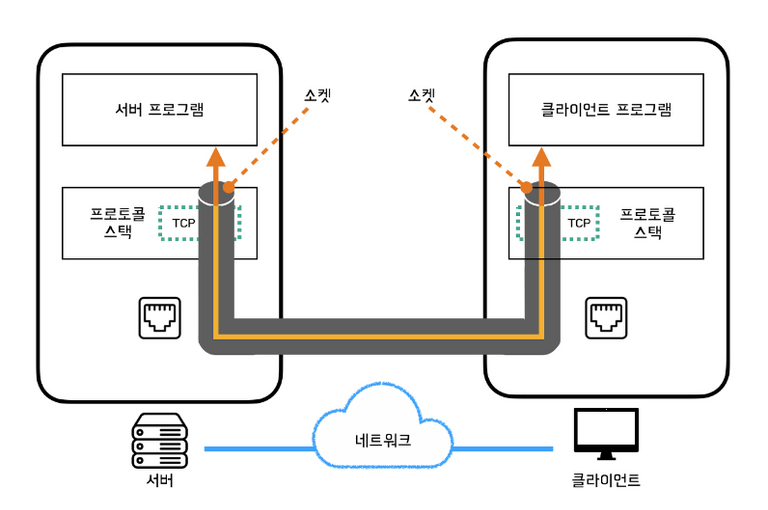 소켓
소켓
서버 프로그램
클라이언트 프로그램
프로토콜
스택
TCP
TCP
프로토콜
스택
네트워크
서버
클라이언트